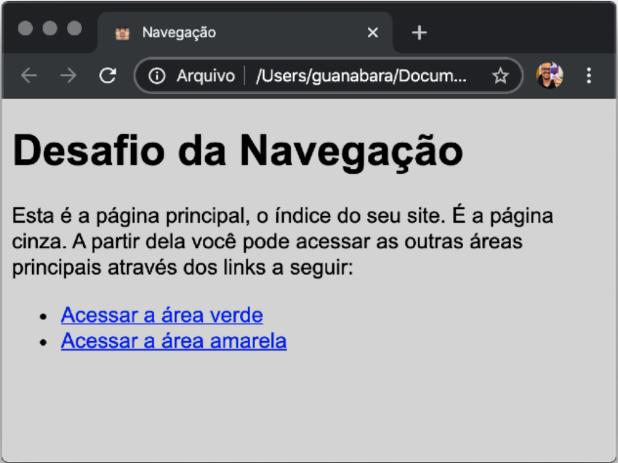 Navegação
Arquivo /Users/guanabara/Docum...
Desafio da Navegação
Esta é a página principal, o índice do seu site. É a página
cinza. A partir dela você pode acessar as outras áreas
principais através dos links a seguir:
• Acessar a área verde
• Acessar a área amarela